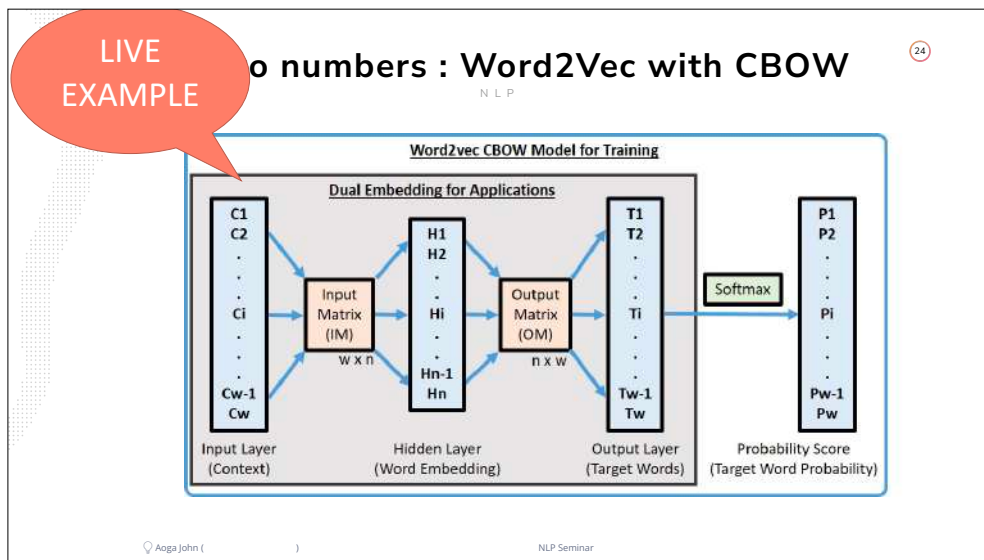 LIVE
EXAMPLE
o numbers : Word2Vec with CBOW
24
NLP
Word2vec CBOW Model for Training
Dual Embedding for Applications
C1
C2
.
.
.
Ci
.
.
.
Cw-1
Cw
Input
Matrix
(IM)
w x n
H1
H2
.
.
Hi
.
.
Hn-1
Hn
Output
Matrix
(OM)
n x w
T1
T2
.
.
.
Ti
.
.
.
Tw-1
Tw
Softmax
P1
P2
.
.
.
Pi
.
.
.
Pw-1
Pw
Input Layer
(Context)
Hidden Layer
(Word Embedding)
Output Layer
(Target Words)
Probability Score
(Target Word Probability)
Aoga John ( )
NLP Seminar